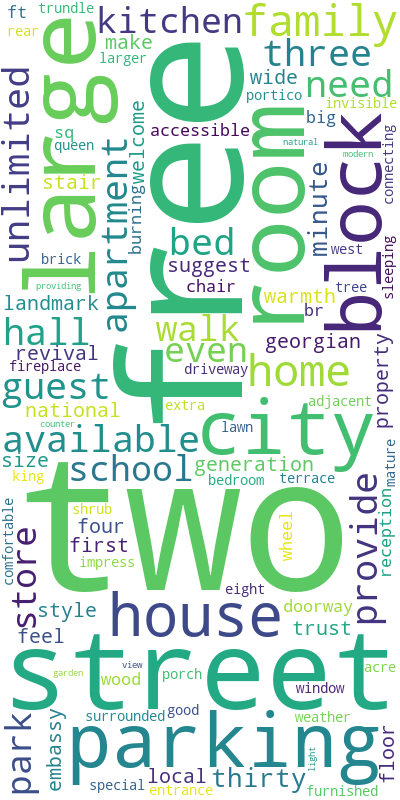 ft
trundle
rear
kitchen
family
make
larger
three
wide
need
portico
invisible
large
free
room
block
unlimited
sq
queen
stair
apartment
burning
welcome
accessible
big
minute
natural
modern
connecting
sleeping
bed
suggest
chair
west
tree
brick
providing
landmark
hall
walk
warmth
br
revival
fireplace
even
driveway
georgian
home
property
guest
national
extra
adjacent
counter
lawn
available
city
size
king
school
generation
bedroom
terrace
mature
reception
comfortable
two
shrub
four
first
impress
wheel
provide
store
style
feel
house
eight
doorway
trust
street
garden
view
wood
porch
window
acre
park
embassy
surrounded
good
weather
parking
floor
special
local
entrance
thirty
light
furnished